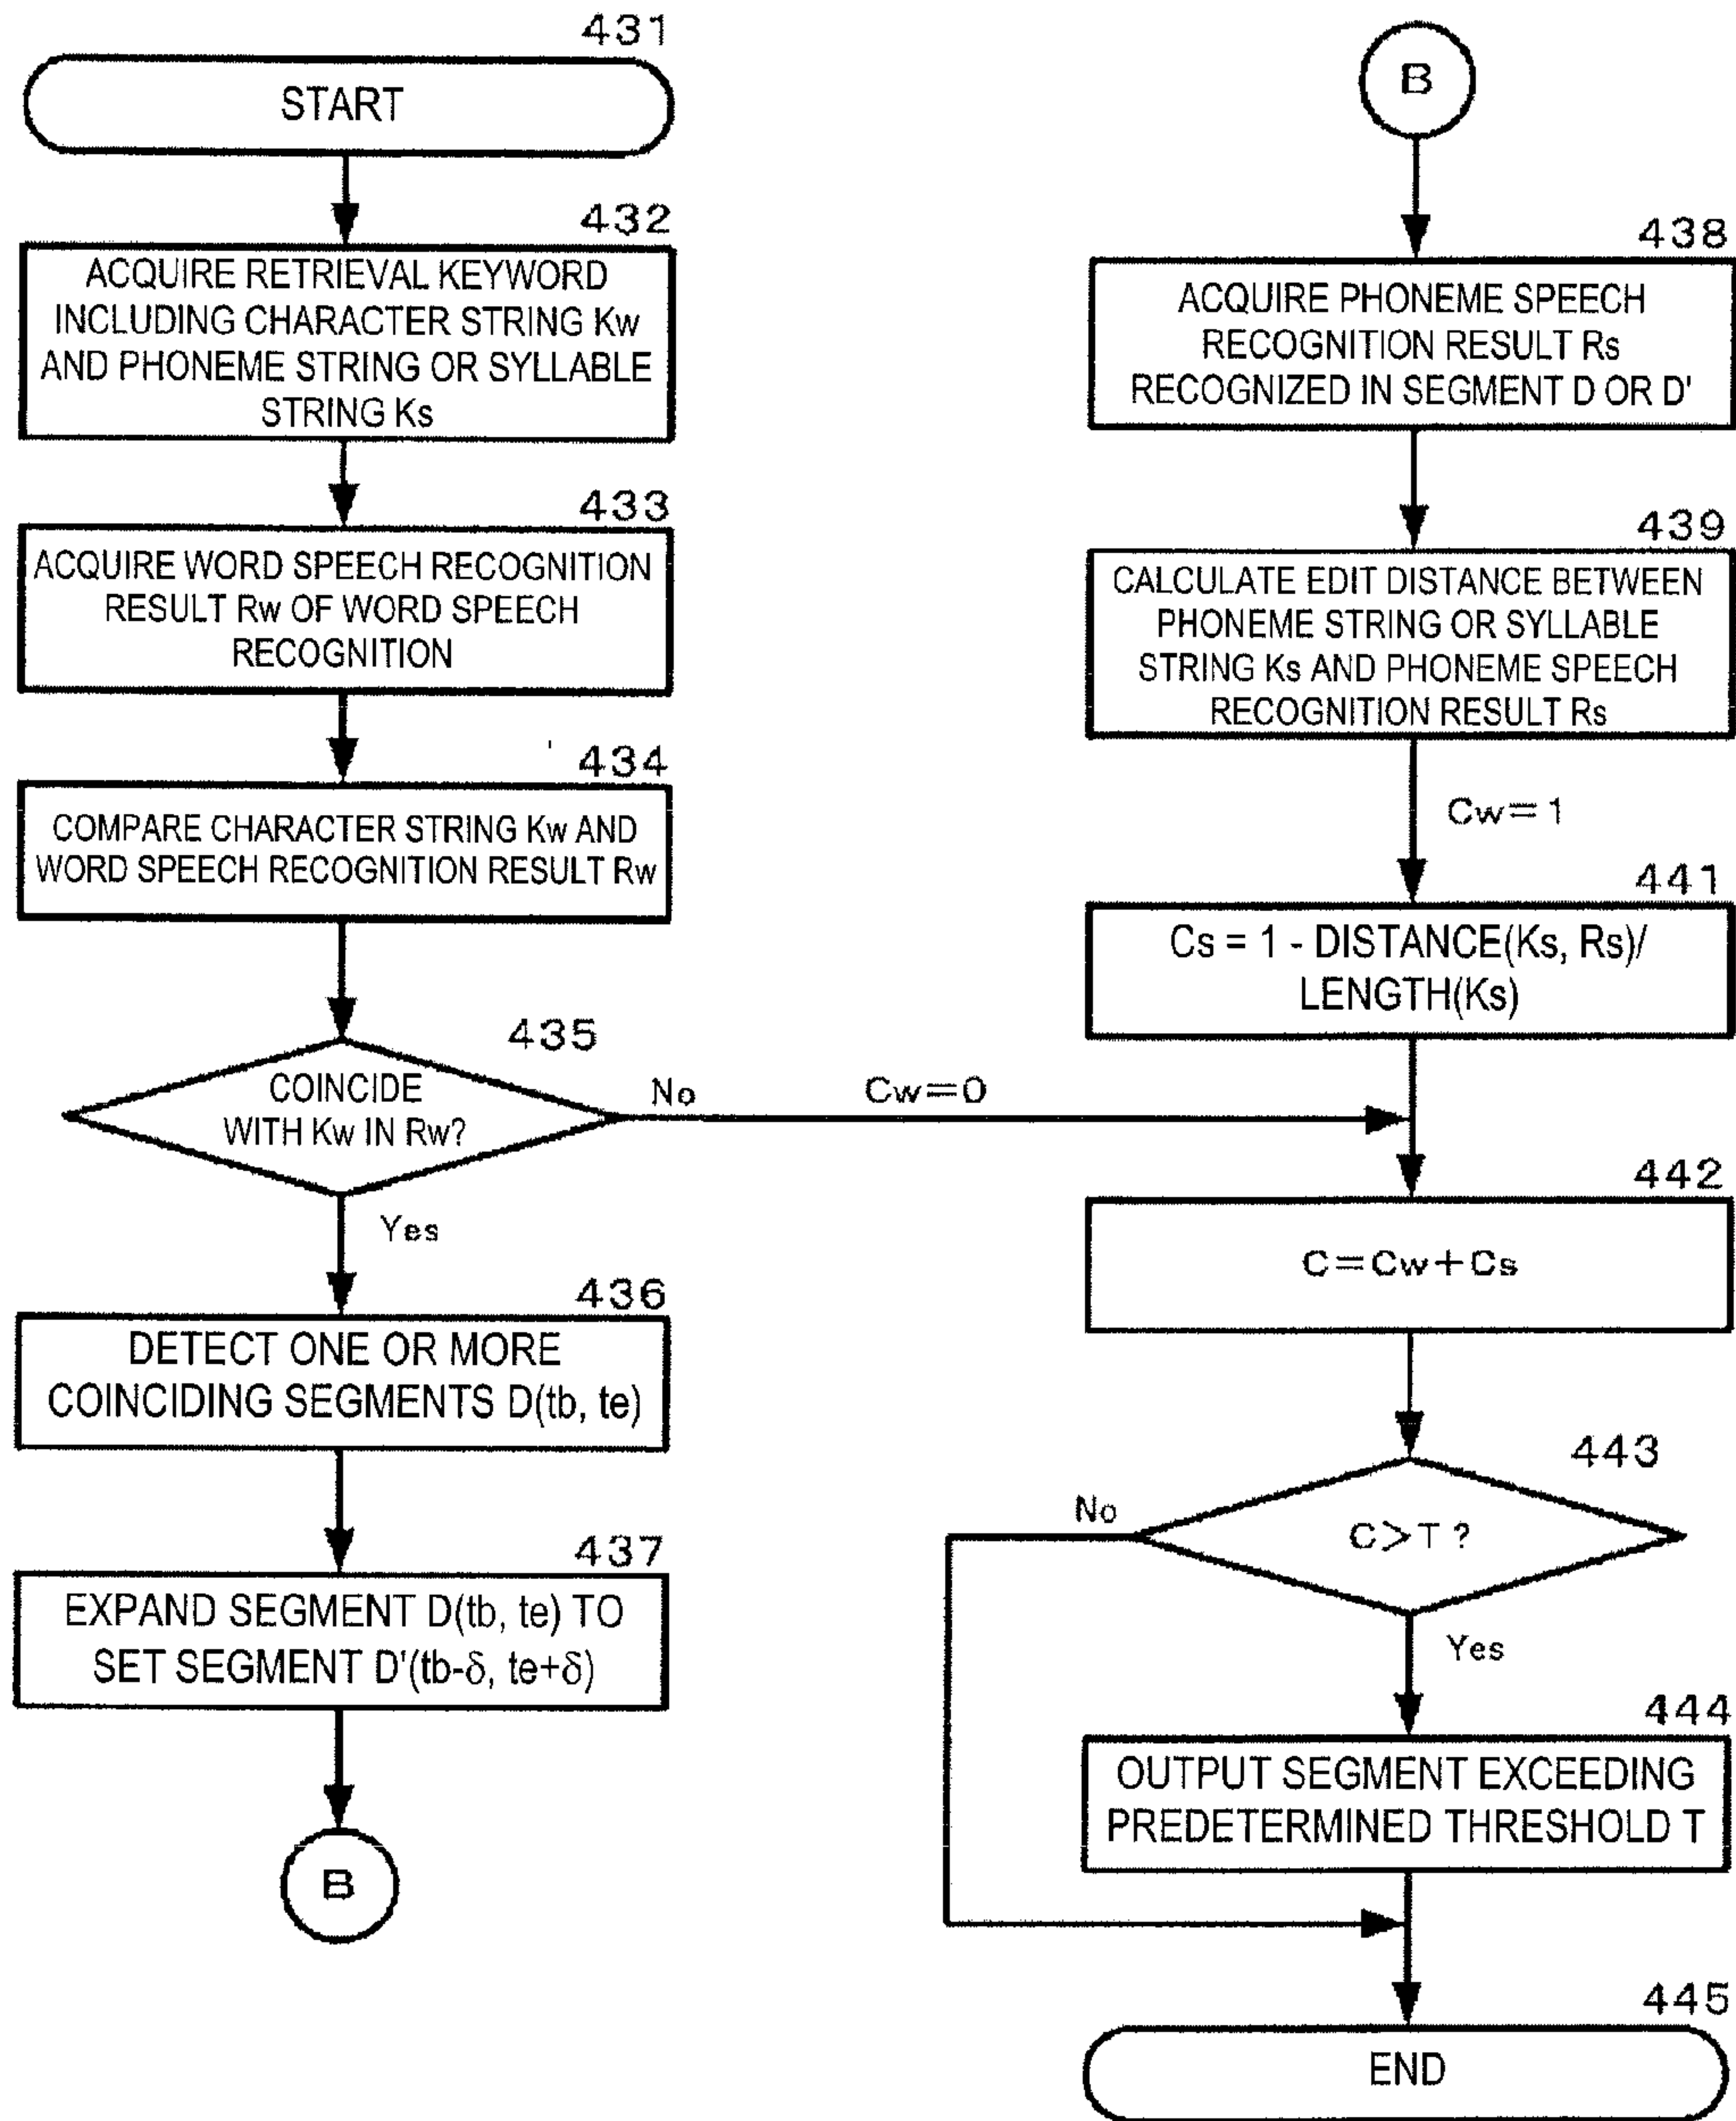 431
START
432
ACQUIRE RETRIEVAL KEYWORD
INCLUDING CHARACTER STRING Kw
AND PHONEME STRING OR SYLLABLE
STRING Ks
433
ACQUIRE WORD SPEECH RECOGNITION
RESULT Rw OF WORD SPEECH
RECOGNITION
434
COMPARE CHARACTER STRING Kw AND
WORD SPEECH RECOGNITION RESULT Rw
435
COINCIDE
WITH Kw IN Rw?
No
Cw=0
Yes
436
DETECT ONE OR MORE
COINCIDING SEGMENTS D(tb, te)
437
EXPAND SEGMENT D(tb, te) TO
SET SEGMENT D'(tb-δ, te+δ)
B
B
438
ACQUIRE PHONEME SPEECH
RECOGNITION RESULT Rs
RECOGNIZED IN SEGMENT D OR D'
439
CALCULATE EDIT DISTANCE BETWEEN
PHONEME STRING OR SYLLABLE
STRING Ks AND PHONEME SPEECH
RECOGNITION RESULT Rs
Cw=1
441
Cs = 1 - DISTANCE(Ks, Rs)/
LENGTH(Ks)
442
C=Cw+Cs
443
C>T ?
No
Yes
444
OUTPUT SEGMENT EXCEEDING
PREDETERMINED THRESHOLD T
445
END